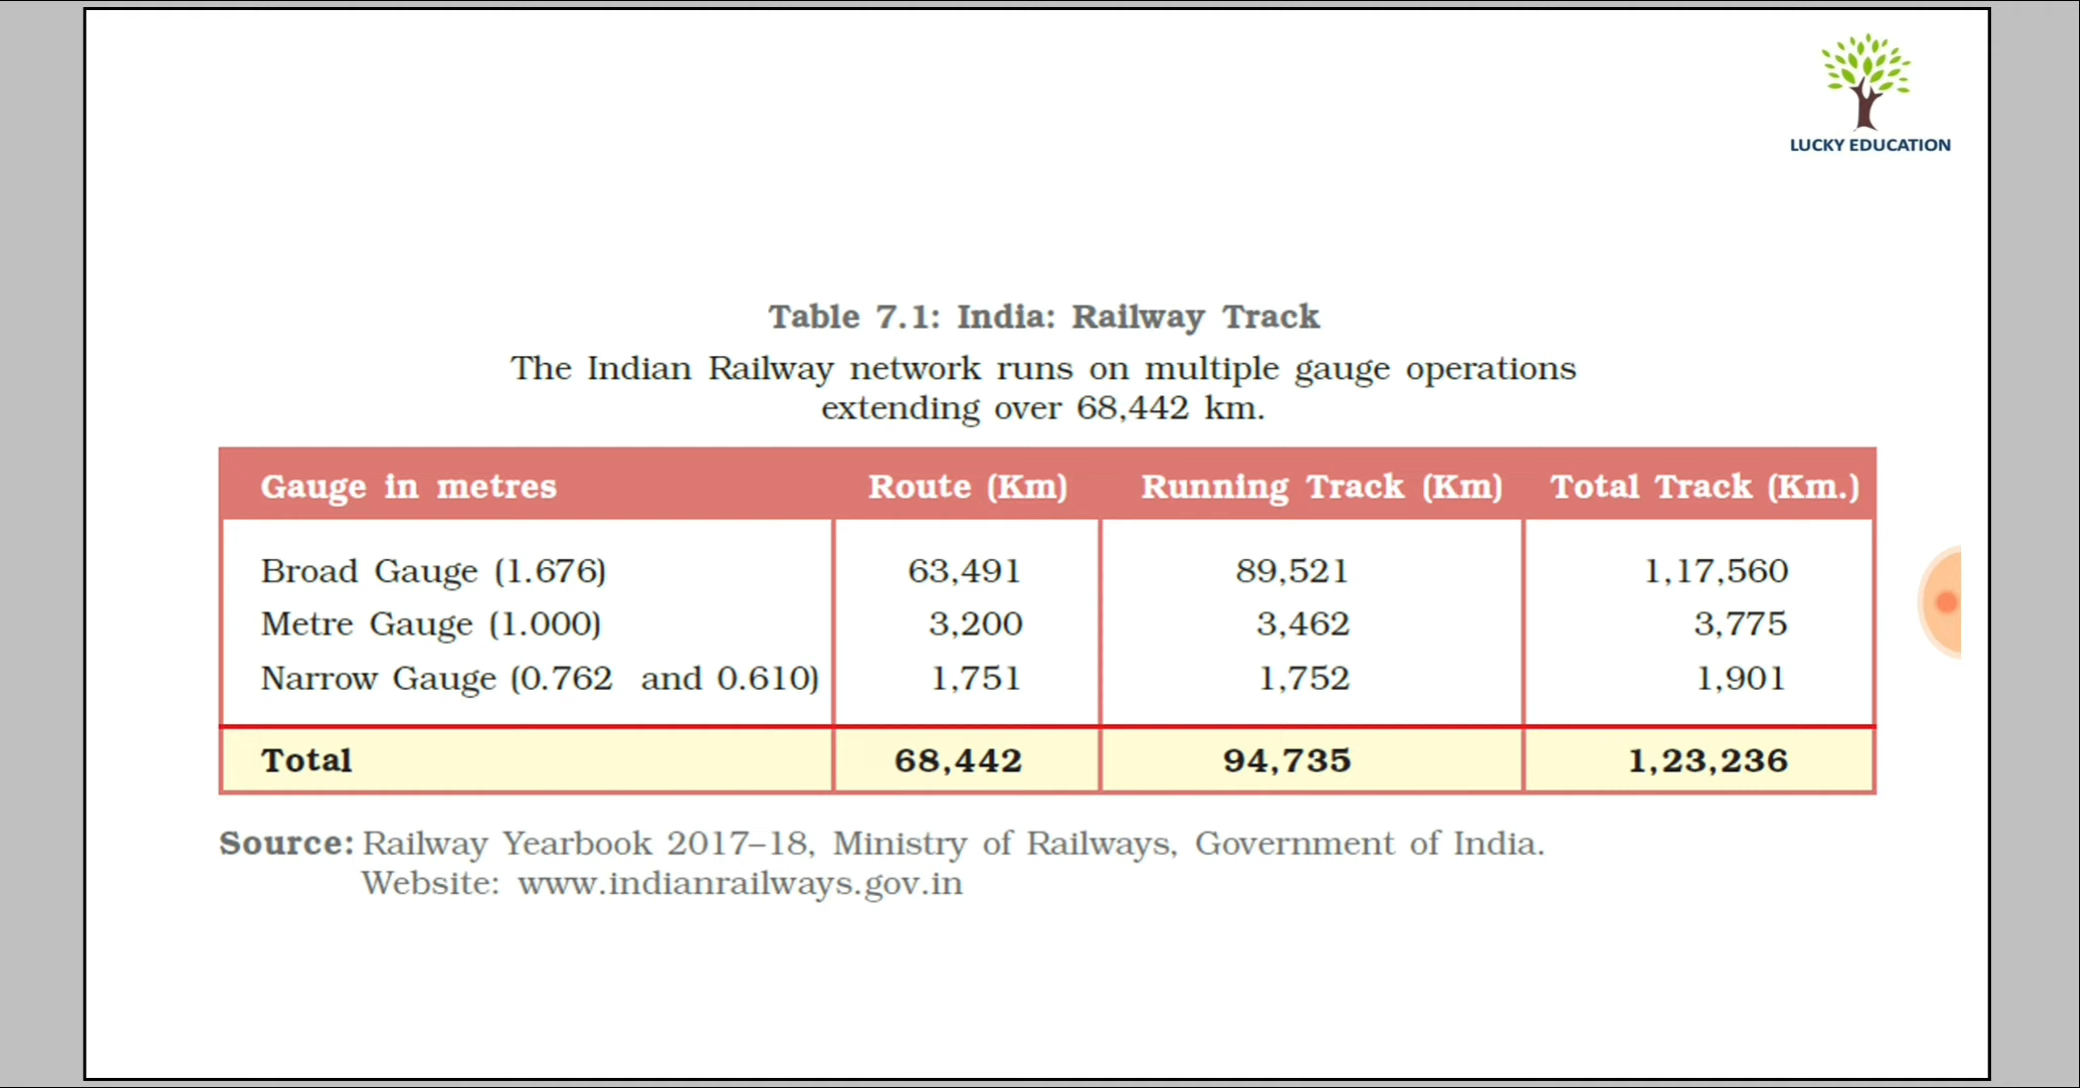 LUCKY EDUCATION
Table 7.1: India: Railway Track
The Indian Railway network runs on multiple gauge operations
extending over 68,442 km.
Gauge in metres Route (Km) Running Track (Km) Total Track (Km.)
Broad Gauge (1.676) 63,491 89,521 1,17,560
Metre Gauge (1.000) 3,200 3,462 3,775
Narrow Gauge (0.762 and 0.610) 1,751 1,752 1,901
Total 68,442 94,735 1,23,236
Source: Railway Yearbook 2017–18, Ministry of Railways, Government of India.
Website: www.indianrailways.gov.in